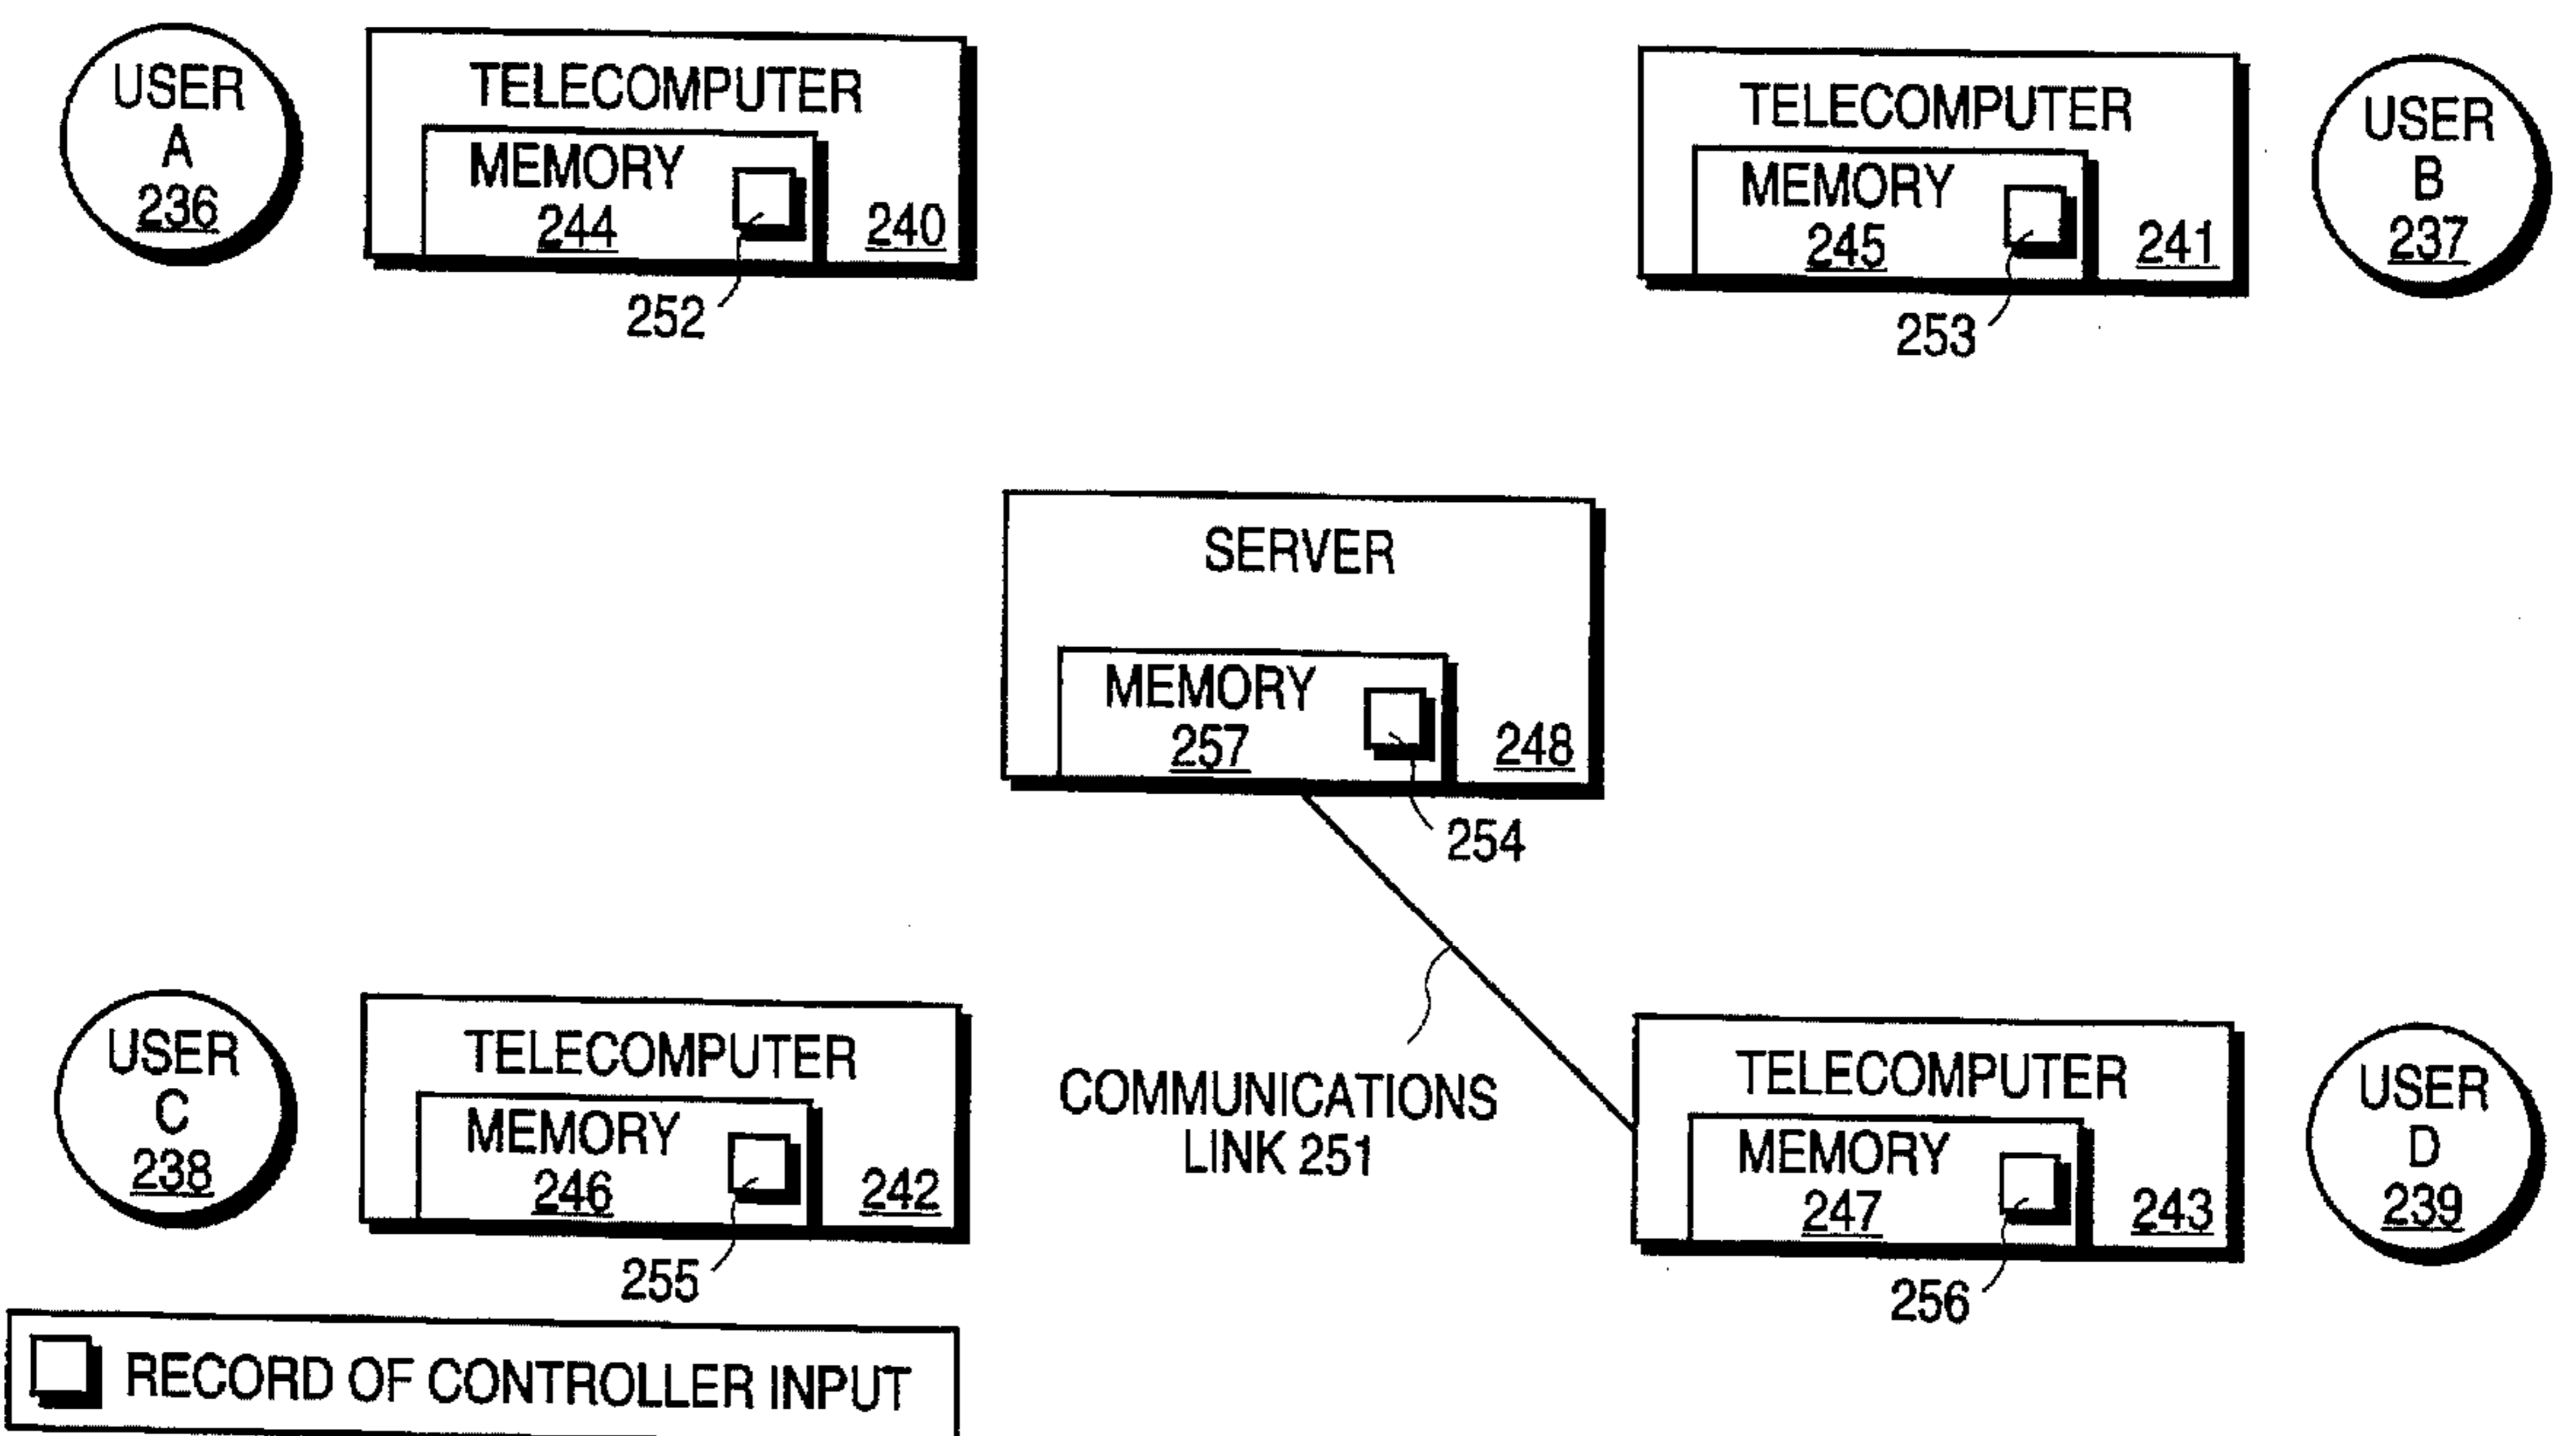 USER
A
236
TELECOMPUTER
MEMORY
244
240
252
TELECOMPUTER
MEMORY
245
241
253
USER
B
237
SERVER
MEMORY
257
248
254
COMMUNICATIONS
LINK 251
USER
C
238
TELECOMPUTER
MEMORY
246
242
255
TELECOMPUTER
MEMORY
247
243
256
USER
D
239
RECORD OF CONTROLLER INPUT